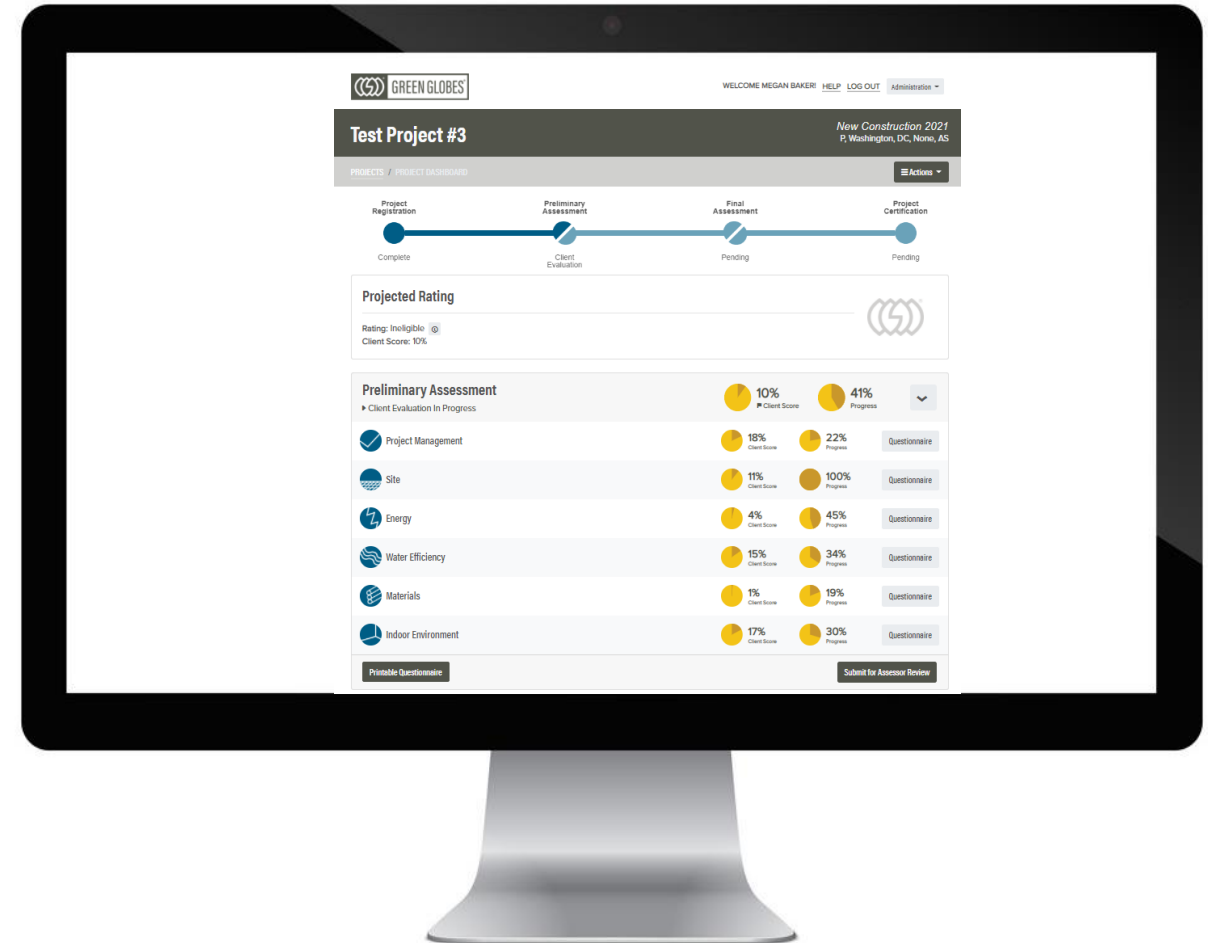 GREEN GLOBES
WELCOME MEGAN BAKER! HELP LOG OUT Administration
Test Project #3
New Construction 2021
P, Washington, DC, None, AS
PROJECTS / PROJECT DASHBOARD
Actions
Project
Registration
Preliminary
Assessment
Final
Assessment
Project
Certification
Complete
Client
Evaluation
Pending
Pending
Projected Rating
Rating: Ineligible
Client Score: 10%
Preliminary Assessment
Client Evaluation In Progress
10%
Client Score
41%
Progress
Project Management
18%
Client Score
22%
Progress
Questionnaire
Site
11%
Client Score
100%
Progress
Questionnaire
Energy
4%
Client Score
45%
Progress
Questionnaire
Water Efficiency
15%
Client Score
34%
Progress
Questionnaire
Materials
1%
Client Score
19%
Progress
Questionnaire
Indoor Environment
17%
Client Score
30%
Progress
Questionnaire
Printable Questionnaire
Submit for Assessor Review